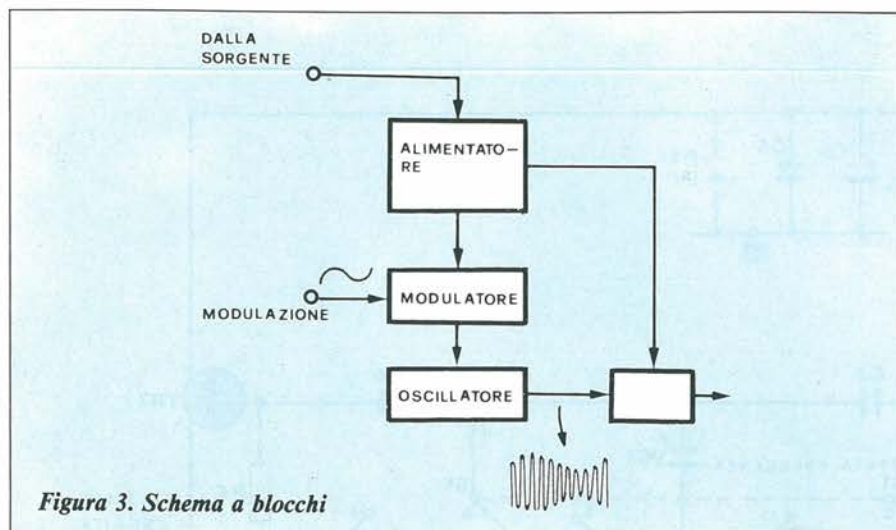 DALLA
SORGENTE
ALIMENTATO—
RE
MODULAZIONE
MODULATORE
OSCILLATORE
Figura 3. Schema a blocchi